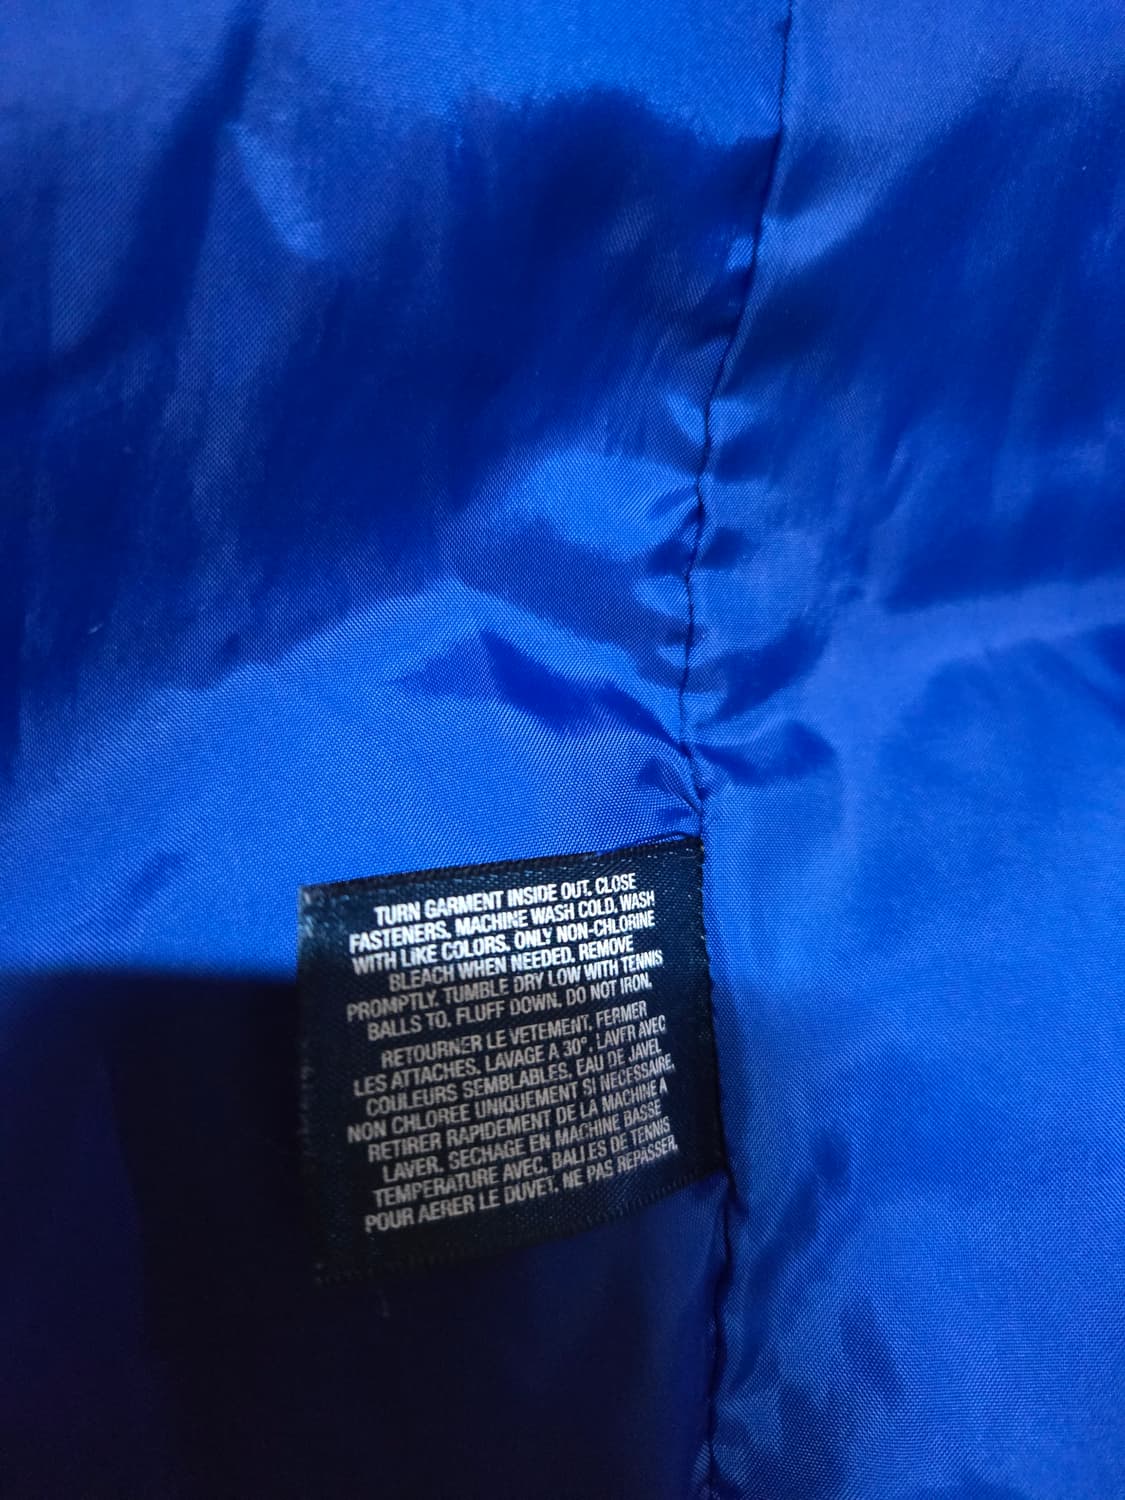 TURN GARMENT INSIDE OUT. CLOSE
FASTENERS. MACHINE WASH COLD, WASH
WITH LIKE COLORS. ONLY NON-CHLORINE
BLEACH WHEN NEEDED. REMOVE
PROMPTLY. TUMBLE DRY LOW WITH TENNIS
BALLS TO. FLUFF DOWN. DO NOT IRON.
RETOURNER LE VETEMENT. FERMER
LES ATTACHES. LAVAGE A 30°. LAVER AVEC
COULEURS SEMBLABLES. EAU DE JAVEL
NON CHLOREE UNIQUEMENT SI NECESSAIRE.
RETIRER RAPIDEMENT DE LA MACHINE A
LAVER. SECHAGE EN MACHINE BASSE
TEMPERATURE AVEC. BALLES DE TENNIS
POUR AERER LE DUVET. NE PAS REPASSER.